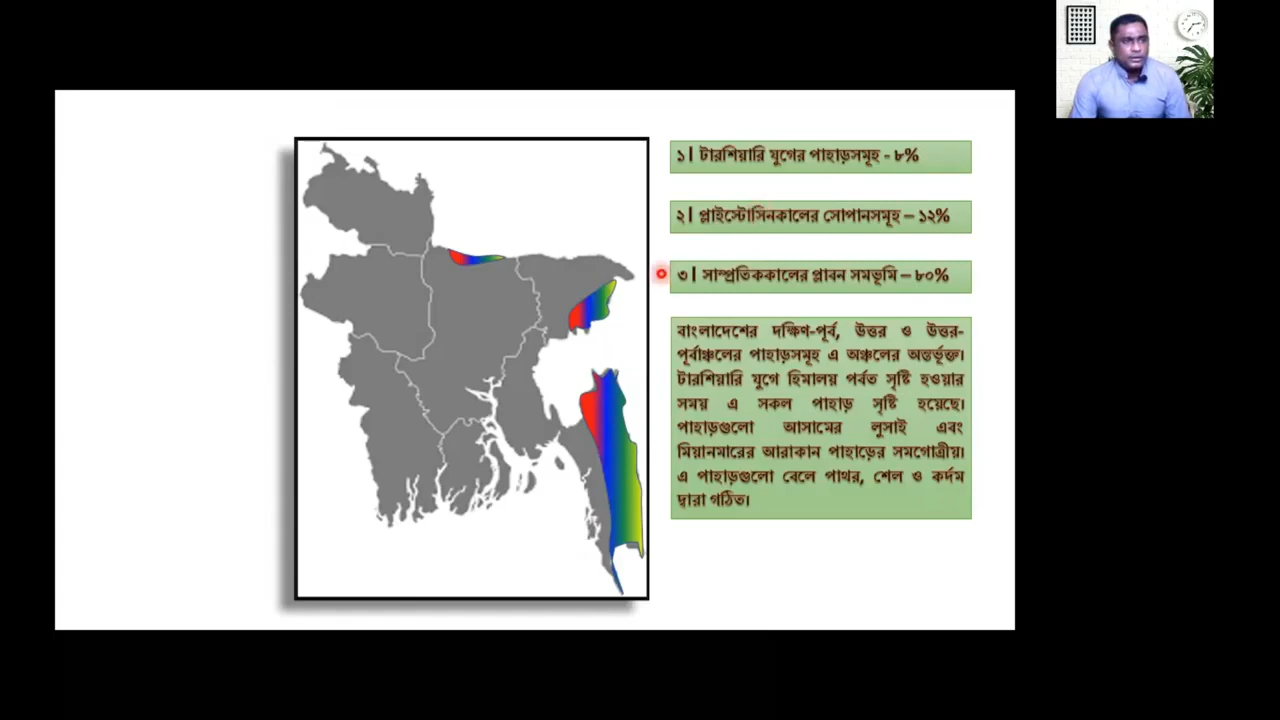 ১। টারশিয়ারি যুগের পাহাড়সমূহ - ৮%
২। প্লাইস্টোসিনকালের সোপানসমূহ – ১২%
৩। সাম্প্রতিককালের প্লাবন সমভূমি – ৮০%
বাংলাদেশের দক্ষিণ-পূর্ব, উত্তর ও উত্তর-
পূর্বাঞ্চলের পাহাড়সমূহ এ অঞ্চলের অন্তর্ভূক্ত।
টারশিয়ারি যুগে হিমালয় পর্বত সৃষ্টি হওয়ার
সময় এ সকল পাহাড় সৃষ্টি হয়েছে।
পাহাড়গুলো আসামের লুসাই এবং
মিয়ানমারের আরাকান পাহাড়ের সমগোত্রীয়।
এ পাহাড়গুলো বেলে পাথর, শেল ও কর্দম
দ্বারা গঠিত।